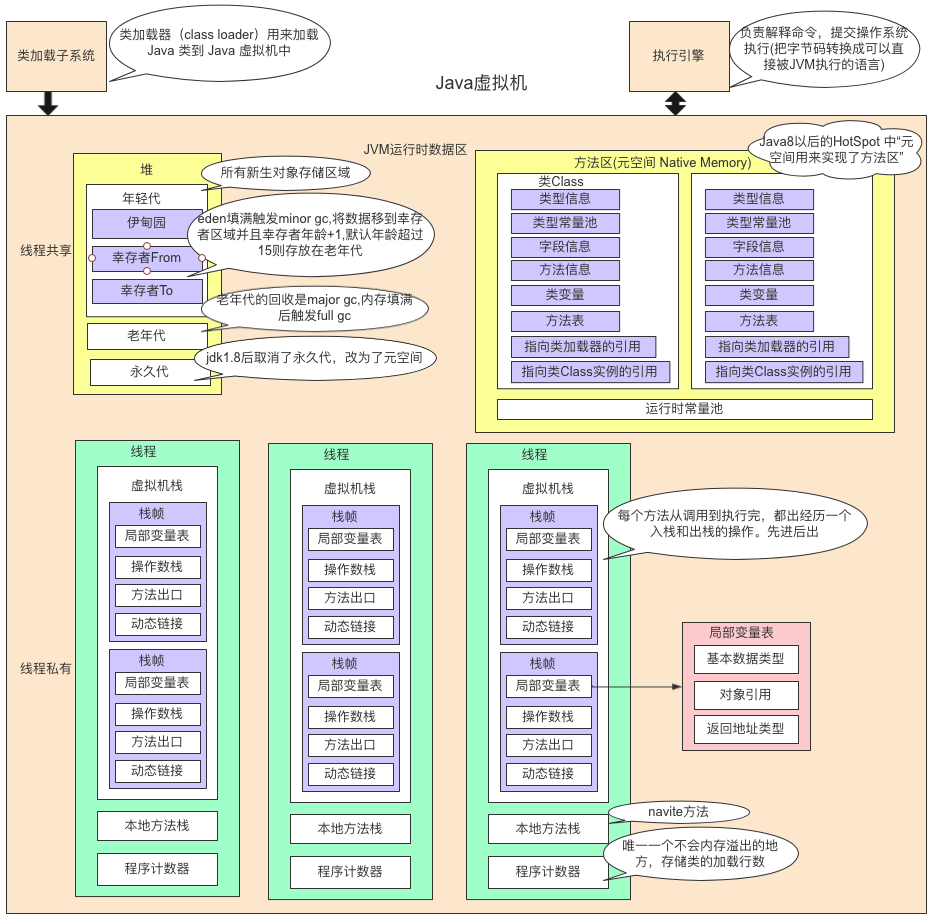 类加载子系统
类加载器（class loader）用来加载
Java 类到 Java 虚拟机中
Java虚拟机
执行引擎
负责解释命令，提交操作系统
执行(把字节码转换成可以直
接被JVM执行的语言)
JVM运行时数据区
线程共享
堆
所有新生对象存储区域
年轻代
伊甸园
幸存者From
幸存者To
eden填满触发minor gc,将数据移到幸存
者区域并且幸存者年龄+1,默认年龄超过
15则存放在老年代
老年代
老年代的回收是major gc,内存填满
后触发full gc
永久代
jdk1.8后取消了永久代，改为了元空间
方法区(元空间 Native Memory)
Java8以后的HotSpot 中“元
空间用来实现了方法区”
类Class
类型信息
类型常量池
字段信息
方法信息
类变量
方法表
指向类加载器的引用
指向类Class实例的引用
类型信息
类型常量池
字段信息
方法信息
类变量
方法表
指向类加载器的引用
指向类Class实例的引用
运行时常量池
线程私有
线程
虚拟机栈
栈帧
局部变量表
操作数栈
方法出口
动态链接
栈帧
局部变量表
操作数栈
方法出口
动态链接
本地方法栈
程序计数器
线程
虚拟机栈
栈帧
局部变量表
操作数栈
方法出口
动态链接
栈帧
局部变量表
操作数栈
方法出口
动态链接
本地方法栈
程序计数器
线程
虚拟机栈
栈帧
局部变量表
操作数栈
方法出口
动态链接
栈帧
局部变量表
操作数栈
方法出口
动态链接
本地方法栈
程序计数器
每个方法从调用到执行完，都出经历一个
入栈和出栈的操作。先进后出
局部变量表
基本数据类型
对象引用
返回地址类型
navite方法
唯一一个不会内存溢出的地
方，存储类的加载行数